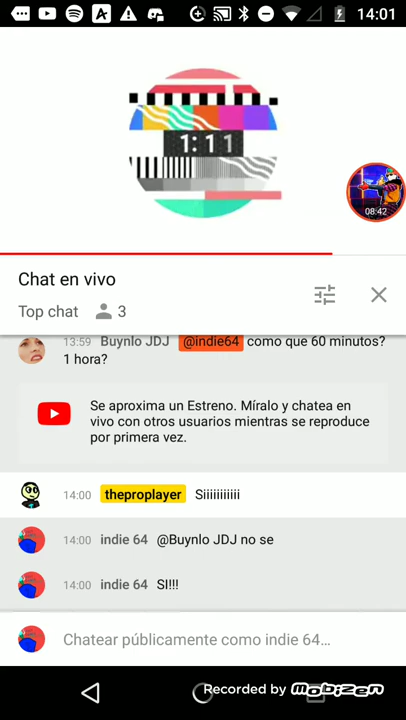 14:01
1:11
08:42
Chat en vivo
Top chat 3
13:59 Buynlo JDJ @indie64 como que 60 minutos?
1 hora?
Se aproxima un Estreno. Míralo y chatea en
vivo con otros usuarios mientras se reproduce
por primera vez.
14:00 theproplayer Siiiiiiiiiii
14:00 indie 64 @Buynlo JDJ no se
14:00 indie 64 SI!!!
Chatear públicamente como indie 64...
Recorded by Mobizen